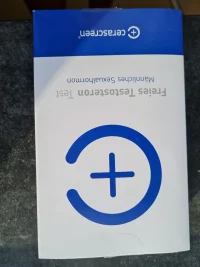 cerascreen
Freies Testosteron Test
Männliches Sexualhormon